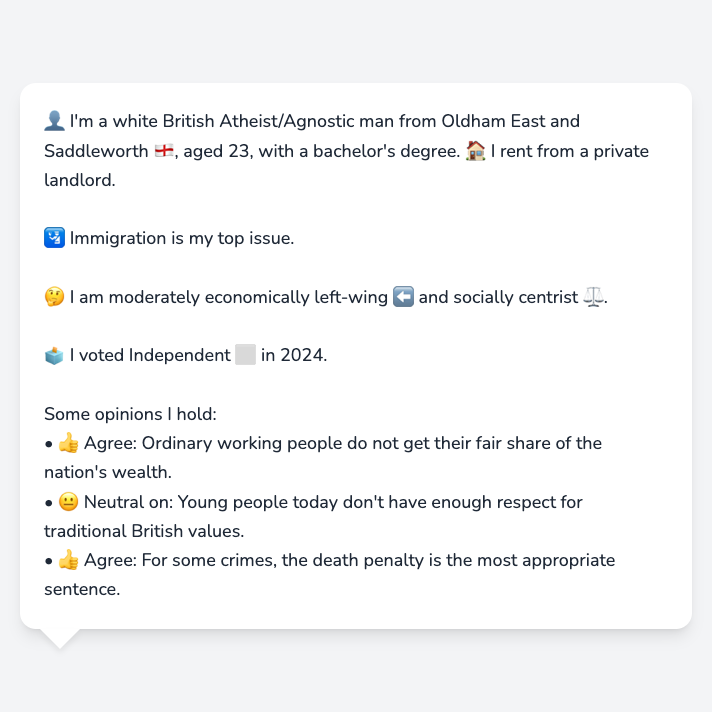 👤 I'm a white British Atheist/Agnostic man from Oldham East and
Saddleworth 🏴󠁧󠁢󠁥󠁮󠁧󠁿, aged 23, with a bachelor's degree. 🏠 I rent from a private
landlord.
🛂 Immigration is my top issue.
🤔 I am moderately economically left-wing ⬅️ and socially centrist ⚖️.
🗳️ I voted Independent ⬜ in 2024.
Some opinions I hold:
• 👍 Agree: Ordinary working people do not get their fair share of the
nation's wealth.
• 😐 Neutral on: Young people today don't have enough respect for
traditional British values.
• 👍 Agree: For some crimes, the death penalty is the most appropriate
sentence.